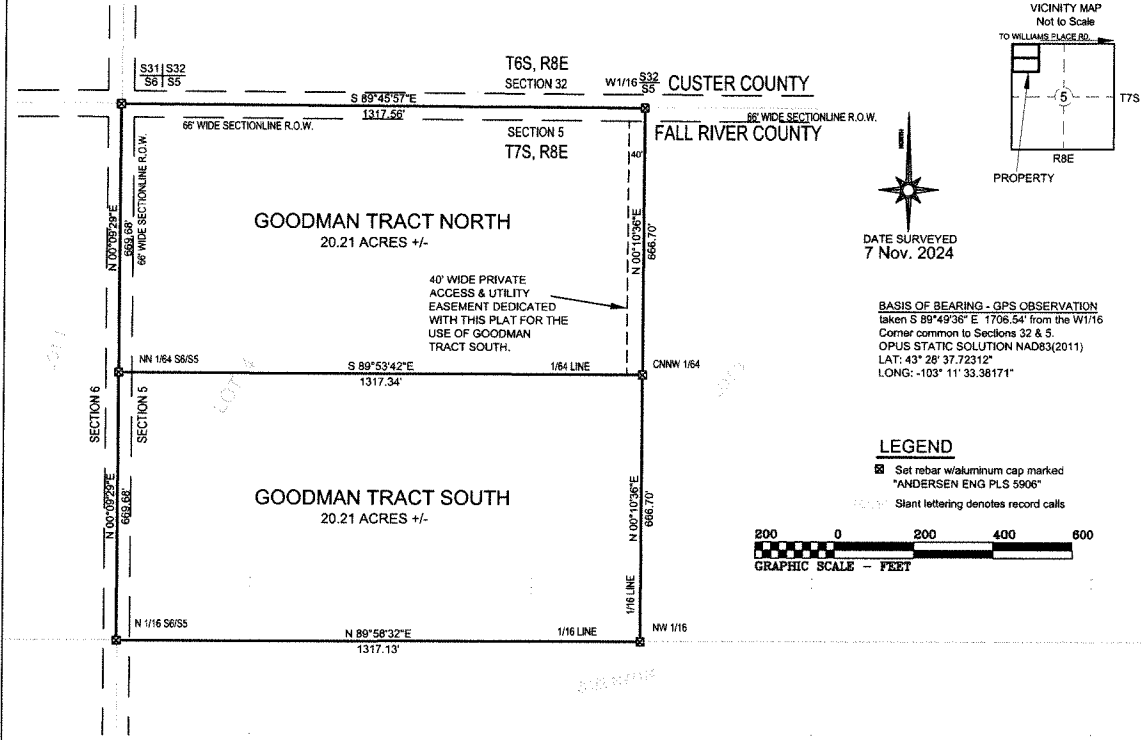 VICINITY MAP
Not to Scale
TO WILLIAMS PLACE RD.
5
T7S
R8E
PROPERTY
S31 S32
S6 S5
T6S, R8E
SECTION 32
W1/16 S32
S5
CUSTER COUNTY
S 89°45'57"E
1317.56'
66' WIDE SECTIONLINE R.O.W.
66' WIDE SECTIONLINE R.O.W.
SECTION 5
T7S, R8E
FALL RIVER COUNTY
40'
NORTH
66' WIDE SECTIONLINE R.O.W.
N 00°09'29"E
669.68'
GOODMAN TRACT NORTH
20.21 ACRES +/-
N 00°10'36"E
666.70'
DATE SURVEYED
7 Nov. 2024
40' WIDE PRIVATE
ACCESS & UTILITY
EASEMENT DEDICATED
WITH THIS PLAT FOR THE
USE OF GOODMAN
TRACT SOUTH.
BASIS OF BEARING - GPS OBSERVATION
taken S 89°49'36" E 1706.54' from the W1/16
Corner common to Sections 32 & 5.
OPUS STATIC SOLUTION NAD83(2011)
LAT: 43° 28' 37.72312"
LONG: -103° 11' 33.38171"
NN 1/64 S6/S5
S 89°53'42"E
1317.34'
1/64 LINE
CNNW 1/64
LOT 4
SECTION 6
SECTION 5
LEGEND
Set rebar w/aluminum cap marked
"ANDERSEN ENG PLS 5906"
Slant lettering denotes record calls
N 00°09'29"E
669.68'
GOODMAN TRACT SOUTH
20.21 ACRES +/-
N 00°10'36"E
666.70'
200 0 200 400 600
GRAPHIC SCALE - FEET
1/16 LINE
N 1/16 S6/S5
N 89°58'32"E
1317.13'
1/16 LINE
NW 1/16